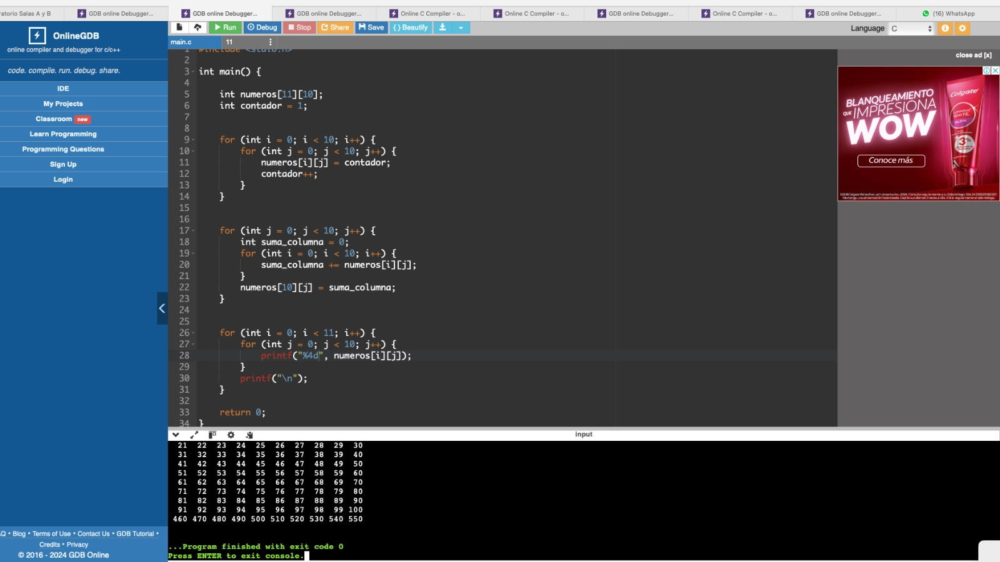 ratorio Salas A y B
GDB online Debugger...
GDB online Debugger...
GDB online Debugger...
Online C Compiler - o...
Online C Compiler - o...
GDB online Debugger...
Online C Compiler - o...
GDB online Debugger...
(16) WhatsApp
OnlineGDB
online compiler and debugger for c/c++
code. compile. run. debug. share.
IDE
My Projects
Classroom new
Learn Programming
Programming Questions
Sign Up
Login
AQ • Blog • Terms of Use • Contact Us • GDB Tutorial •
Credits • Privacy
© 2016 - 2024 GDB Online
Run Debug Stop Share Save {} Beautify
Language C
main.c 11
1 #include <stdio.h>
2
3 int main() {
4
5 int numeros[11][10];
6 int contador = 1;
7
8
9 for (int i = 0; i < 10; i++) {
10 for (int j = 0; j < 10; j++) {
11 numeros[i][j] = contador;
12 contador++;
13 }
14 }
15
16
17 for (int j = 0; j < 10; j++) {
18 int suma_columna = 0;
19 for (int i = 0; i < 10; i++) {
20 suma_columna += numeros[i][j];
21 }
22 numeros[10][j] = suma_columna;
23 }
24
25
26 for (int i = 0; i < 11; i++) {
27 for (int j = 0; j < 10; j++) {
28 printf("%4d", numeros[i][j]);
29 }
30 printf("\n");
31 }
32
33 return 0;
34 }
close ad [x]
BLANQUEAMIENTO
QUE IMPRESIONA
WOW
Conoce más
Colgate
LUMINOUS
WHITE
GLOW
3%
input
21 22 23 24 25 26 27 28 29 30
31 32 33 34 35 36 37 38 39 40
41 42 43 44 45 46 47 48 49 50
51 52 53 54 55 56 57 58 59 60
61 62 63 64 65 66 67 68 69 70
71 72 73 74 75 76 77 78 79 80
81 82 83 84 85 86 87 88 89 90
91 92 93 94 95 96 97 98 99 100
460 470 480 490 500 510 520 530 540 550
...Program finished with exit code 0
Press ENTER to exit console.